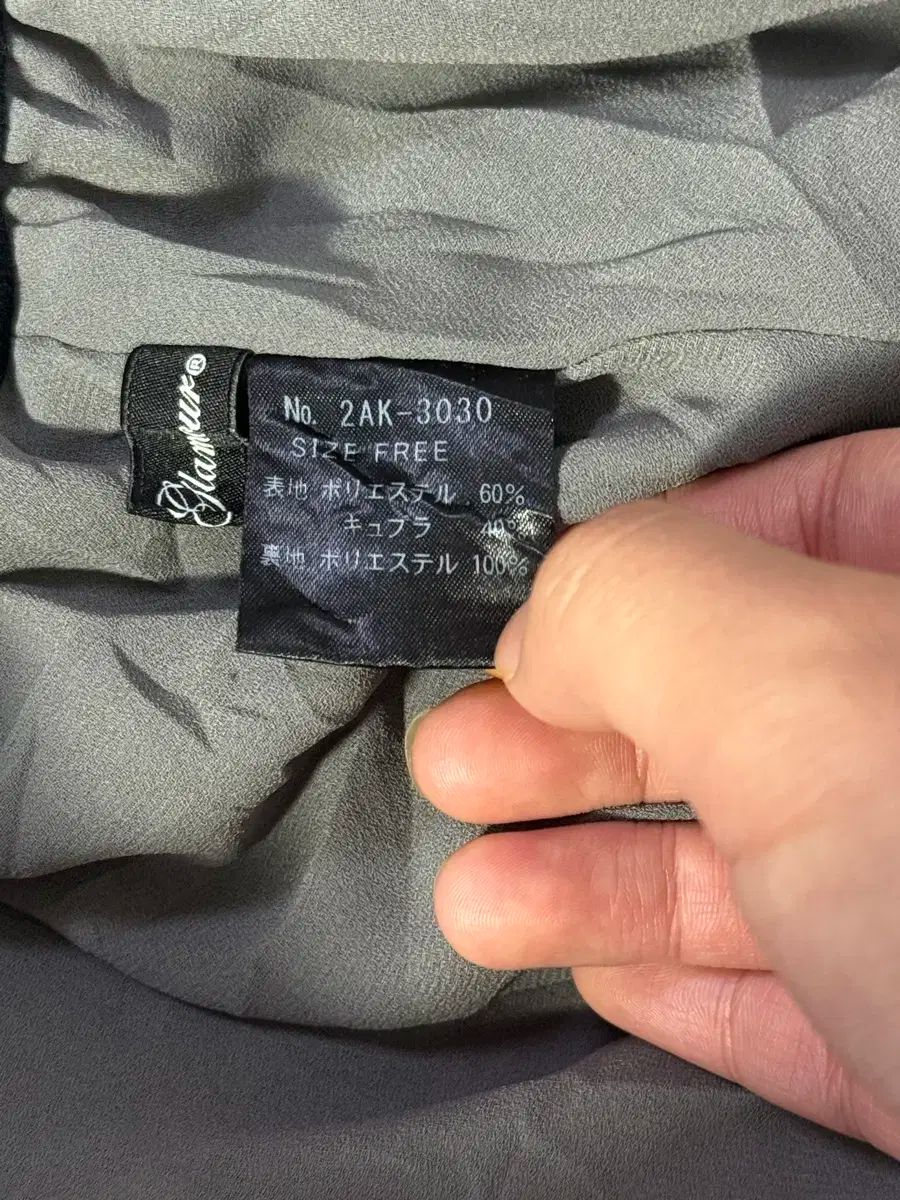 Glamour®
No 2AK-3030
SIZE FREE
表地 ポリエステル 60%
キュプラ 40%
裏地 ポリエステル 100%